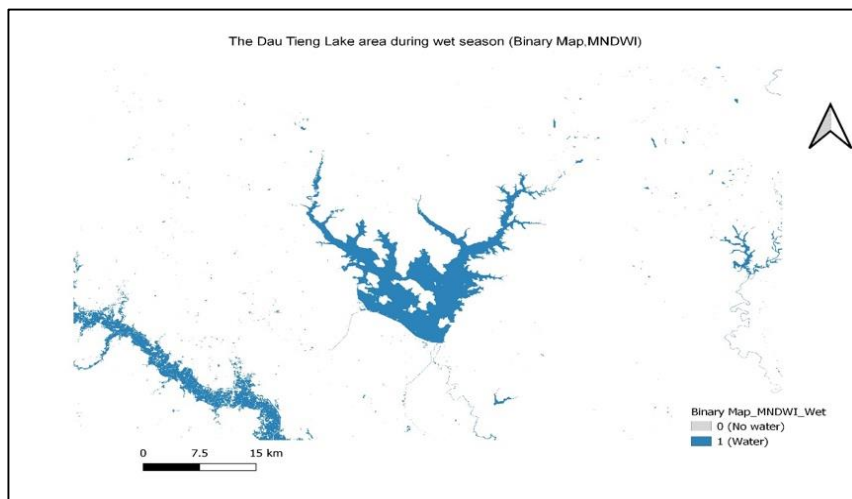 The Dau Tieng Lake area during wet season (Binary Map,MNDWI)
Binary Map_MNDWI_Wet
0 (No water)
1 (Water)
0 7.5 15 km